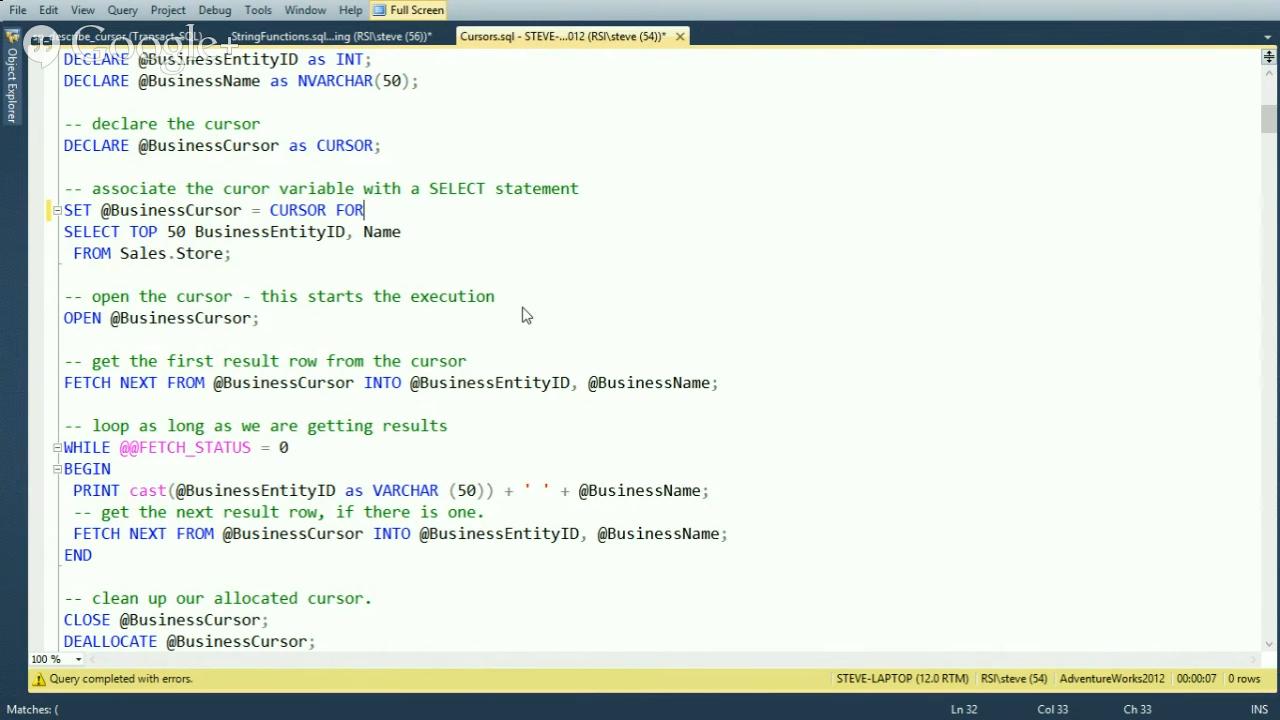 File Edit View Project Debug Tools Window Help Full Screen
sp_describe_cursor (Transact-SQL) StringFunctions.sql...ing (RSI\steve (56))* Cursors.sql - STEVE-...012 (RSI\steve (54))*
Google+
Object Explorer
DECLARE @BusinessEntityID as INT;
DECLARE @BusinessName as NVARCHAR(50);
-- declare the cursor
DECLARE @BusinessCursor as CURSOR;
-- associate the curor variable with a SELECT statement
SET @BusinessCursor = CURSOR FOR
SELECT TOP 50 BusinessEntityID, Name
FROM Sales.Store;
-- open the cursor - this starts the execution
OPEN @BusinessCursor;
-- get the first result row from the cursor
FETCH NEXT FROM @BusinessCursor INTO @BusinessEntityID, @BusinessName;
-- loop as long as we are getting results
WHILE @@FETCH_STATUS = 0
BEGIN
PRINT cast(@BusinessEntityID as VARCHAR (50)) + ' ' + @BusinessName;
-- get the next result row, if there is one.
FETCH NEXT FROM @BusinessCursor INTO @BusinessEntityID, @BusinessName;
END
-- clean up our allocated cursor.
CLOSE @BusinessCursor;
DEALLOCATE @BusinessCursor;
100 %
Query completed with errors. STEVE-LAPTOP (12.0 RTM) RSI\steve (54) AdventureWorks2012 00:00:07 0 rows
Matches: ( Ln 32 Col 33 Ch 33 INS